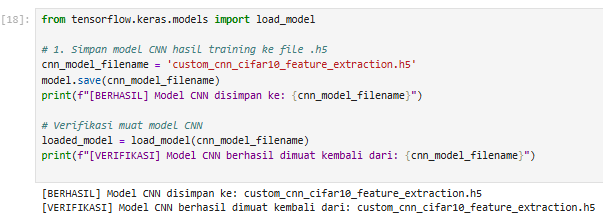 [18]: from tensorflow.keras.models import load_model
# 1. Simpan model CNN hasil training ke file .h5
cnn_model_filename = 'custom_cnn_cifar10_feature_extraction.h5'
model.save(cnn_model_filename)
print(f"[BERHASIL] Model CNN disimpan ke: {cnn_model_filename}")
# Verifikasi muat model CNN
loaded_model = load_model(cnn_model_filename)
print(f"[VERIFIKASI] Model CNN berhasil dimuat kembali dari: {cnn_model_filename}")
[BERHASIL] Model CNN disimpan ke: custom_cnn_cifar10_feature_extraction.h5
[VERIFIKASI] Model CNN berhasil dimuat kembali dari: custom_cnn_cifar10_feature_extraction.h5